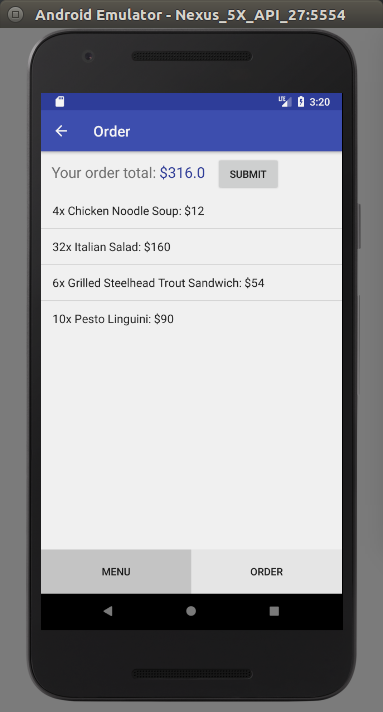 Android Emulator - Nexus_5X_API_27:5554
LTE 3:20
Order
Your order total: $316.0 SUBMIT
4x Chicken Noodle Soup: $12
32x Italian Salad: $160
6x Grilled Steelhead Trout Sandwich: $54
10x Pesto Linguini: $90
MENU ORDER